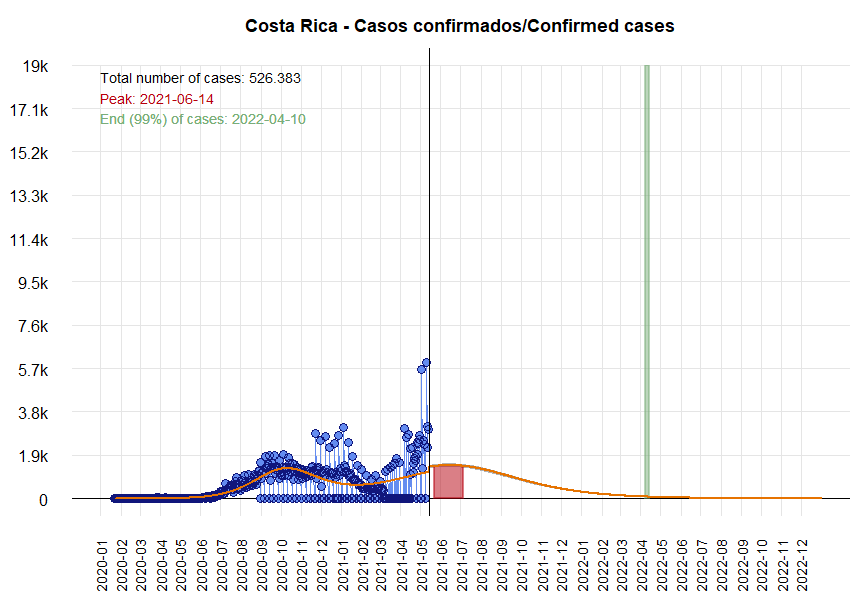 Costa Rica - Casos confirmados/Confirmed cases
Total number of cases: 526.383
Peak: 2021-06-14
End (99%) of cases: 2022-04-10
19k
17.1k
15.2k
13.3k
11.4k
9.5k
7.6k
5.7k
3.8k
1.9k
0
2020-01
2020-02
2020-03
2020-04
2020-05
2020-06
2020-07
2020-08
2020-09
2020-10
2020-11
2020-12
2021-01
2021-02
2021-03
2021-04
2021-05
2021-06
2021-07
2021-08
2021-09
2021-10
2021-11
2021-12
2022-01
2022-02
2022-03
2022-04
2022-05
2022-06
2022-07
2022-08
2022-09
2022-10
2022-11
2022-12